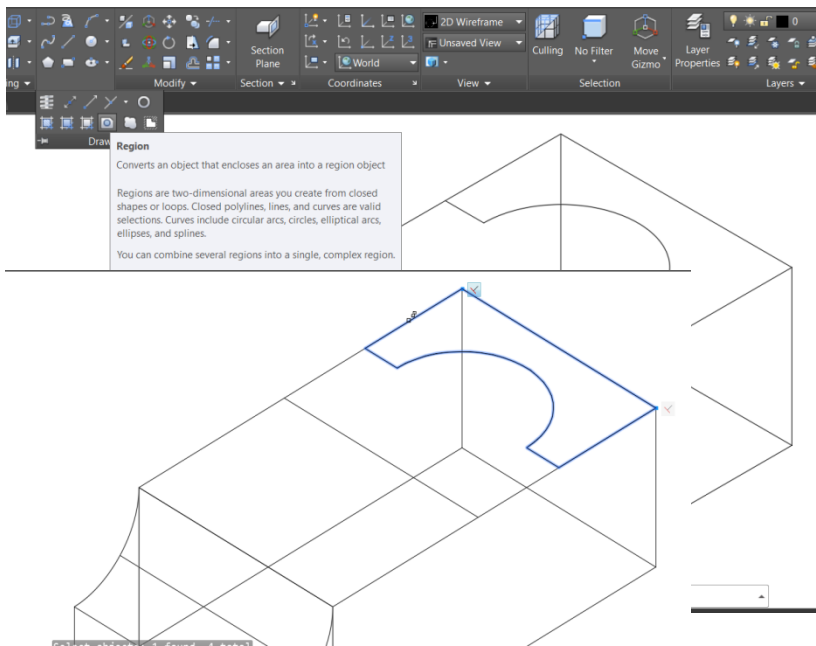 2D Wireframe
Unsaved View
World
0
Section
Plane
Culling
No Filter
Move
Gizmo
Layer
Properties
ing
Modify
Section
Coordinates
View
Selection
Layers
Draw
Region
Converts an object that encloses an area into a region object
Regions are two-dimensional areas you create from closed
shapes or loops. Closed polylines, lines, and curves are valid
selections. Curves include circular arcs, circles, elliptical arcs,
ellipses, and splines.
You can combine several regions into a single, complex region.